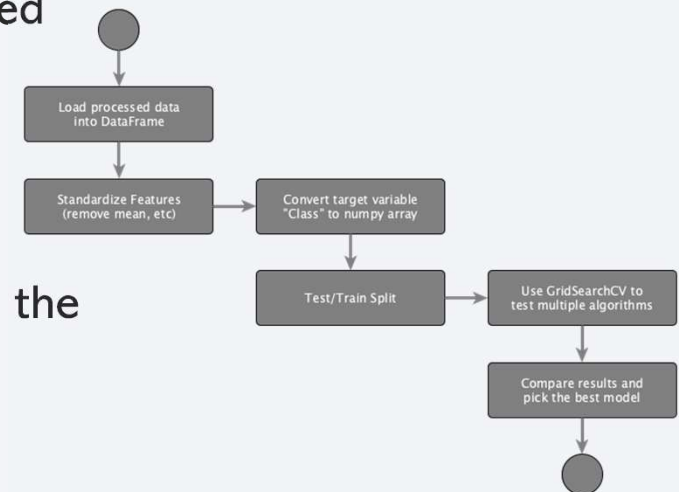 ed
Load processed data
into DataFrame
Standardize Features
(remove mean, etc)
Convert target variable
"Class" to numpy array
the
Test/Train Split
Use GridSearchCV to
test multiple algorithms
Compare results and
pick the best model